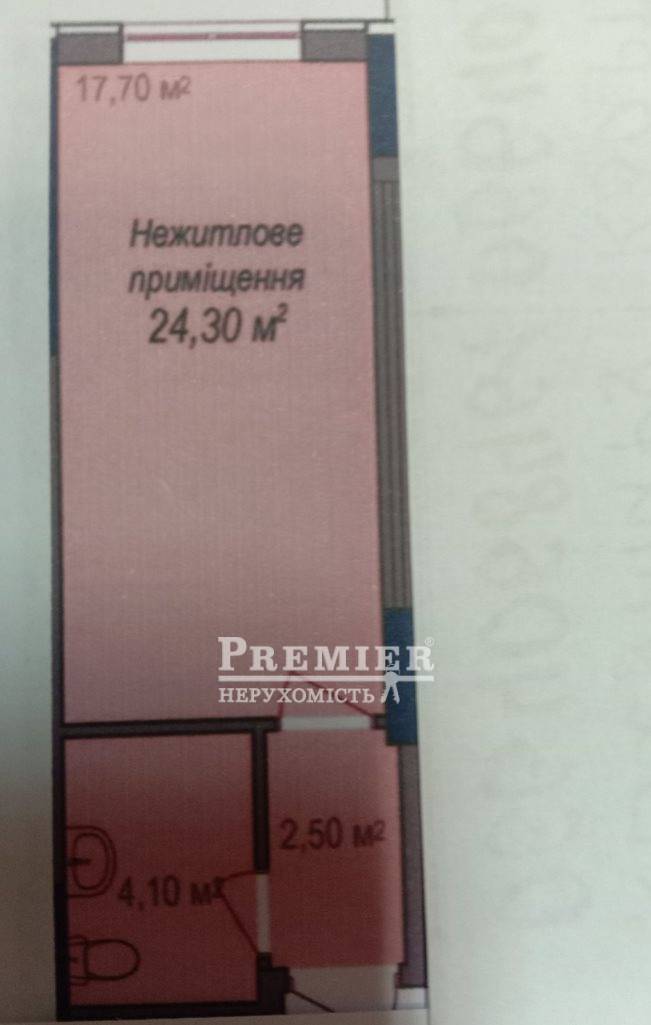 17,70 м²
Нежитлове
приміщення
24,30 м²
PREMIER®
НЕРУХОМІСТЬ
2,50 м²
4,10 м²